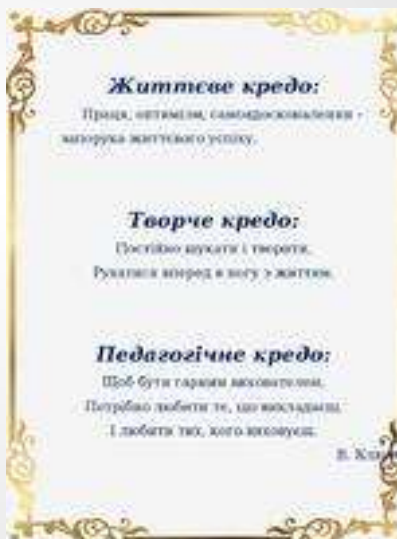 Життєве кредо:
Праця, оптимізм, самовдосконалення -
запорука життєвого успіху.
Творче кредо:
Постійно шукати і творити,
Рухатися вперед в ногу з життям.
Педагогічне кредо:
Щоб бути гарним вихователем,
Потрібно любити те, що викладаєш,
І любити тих, кого виховуєш.
В.